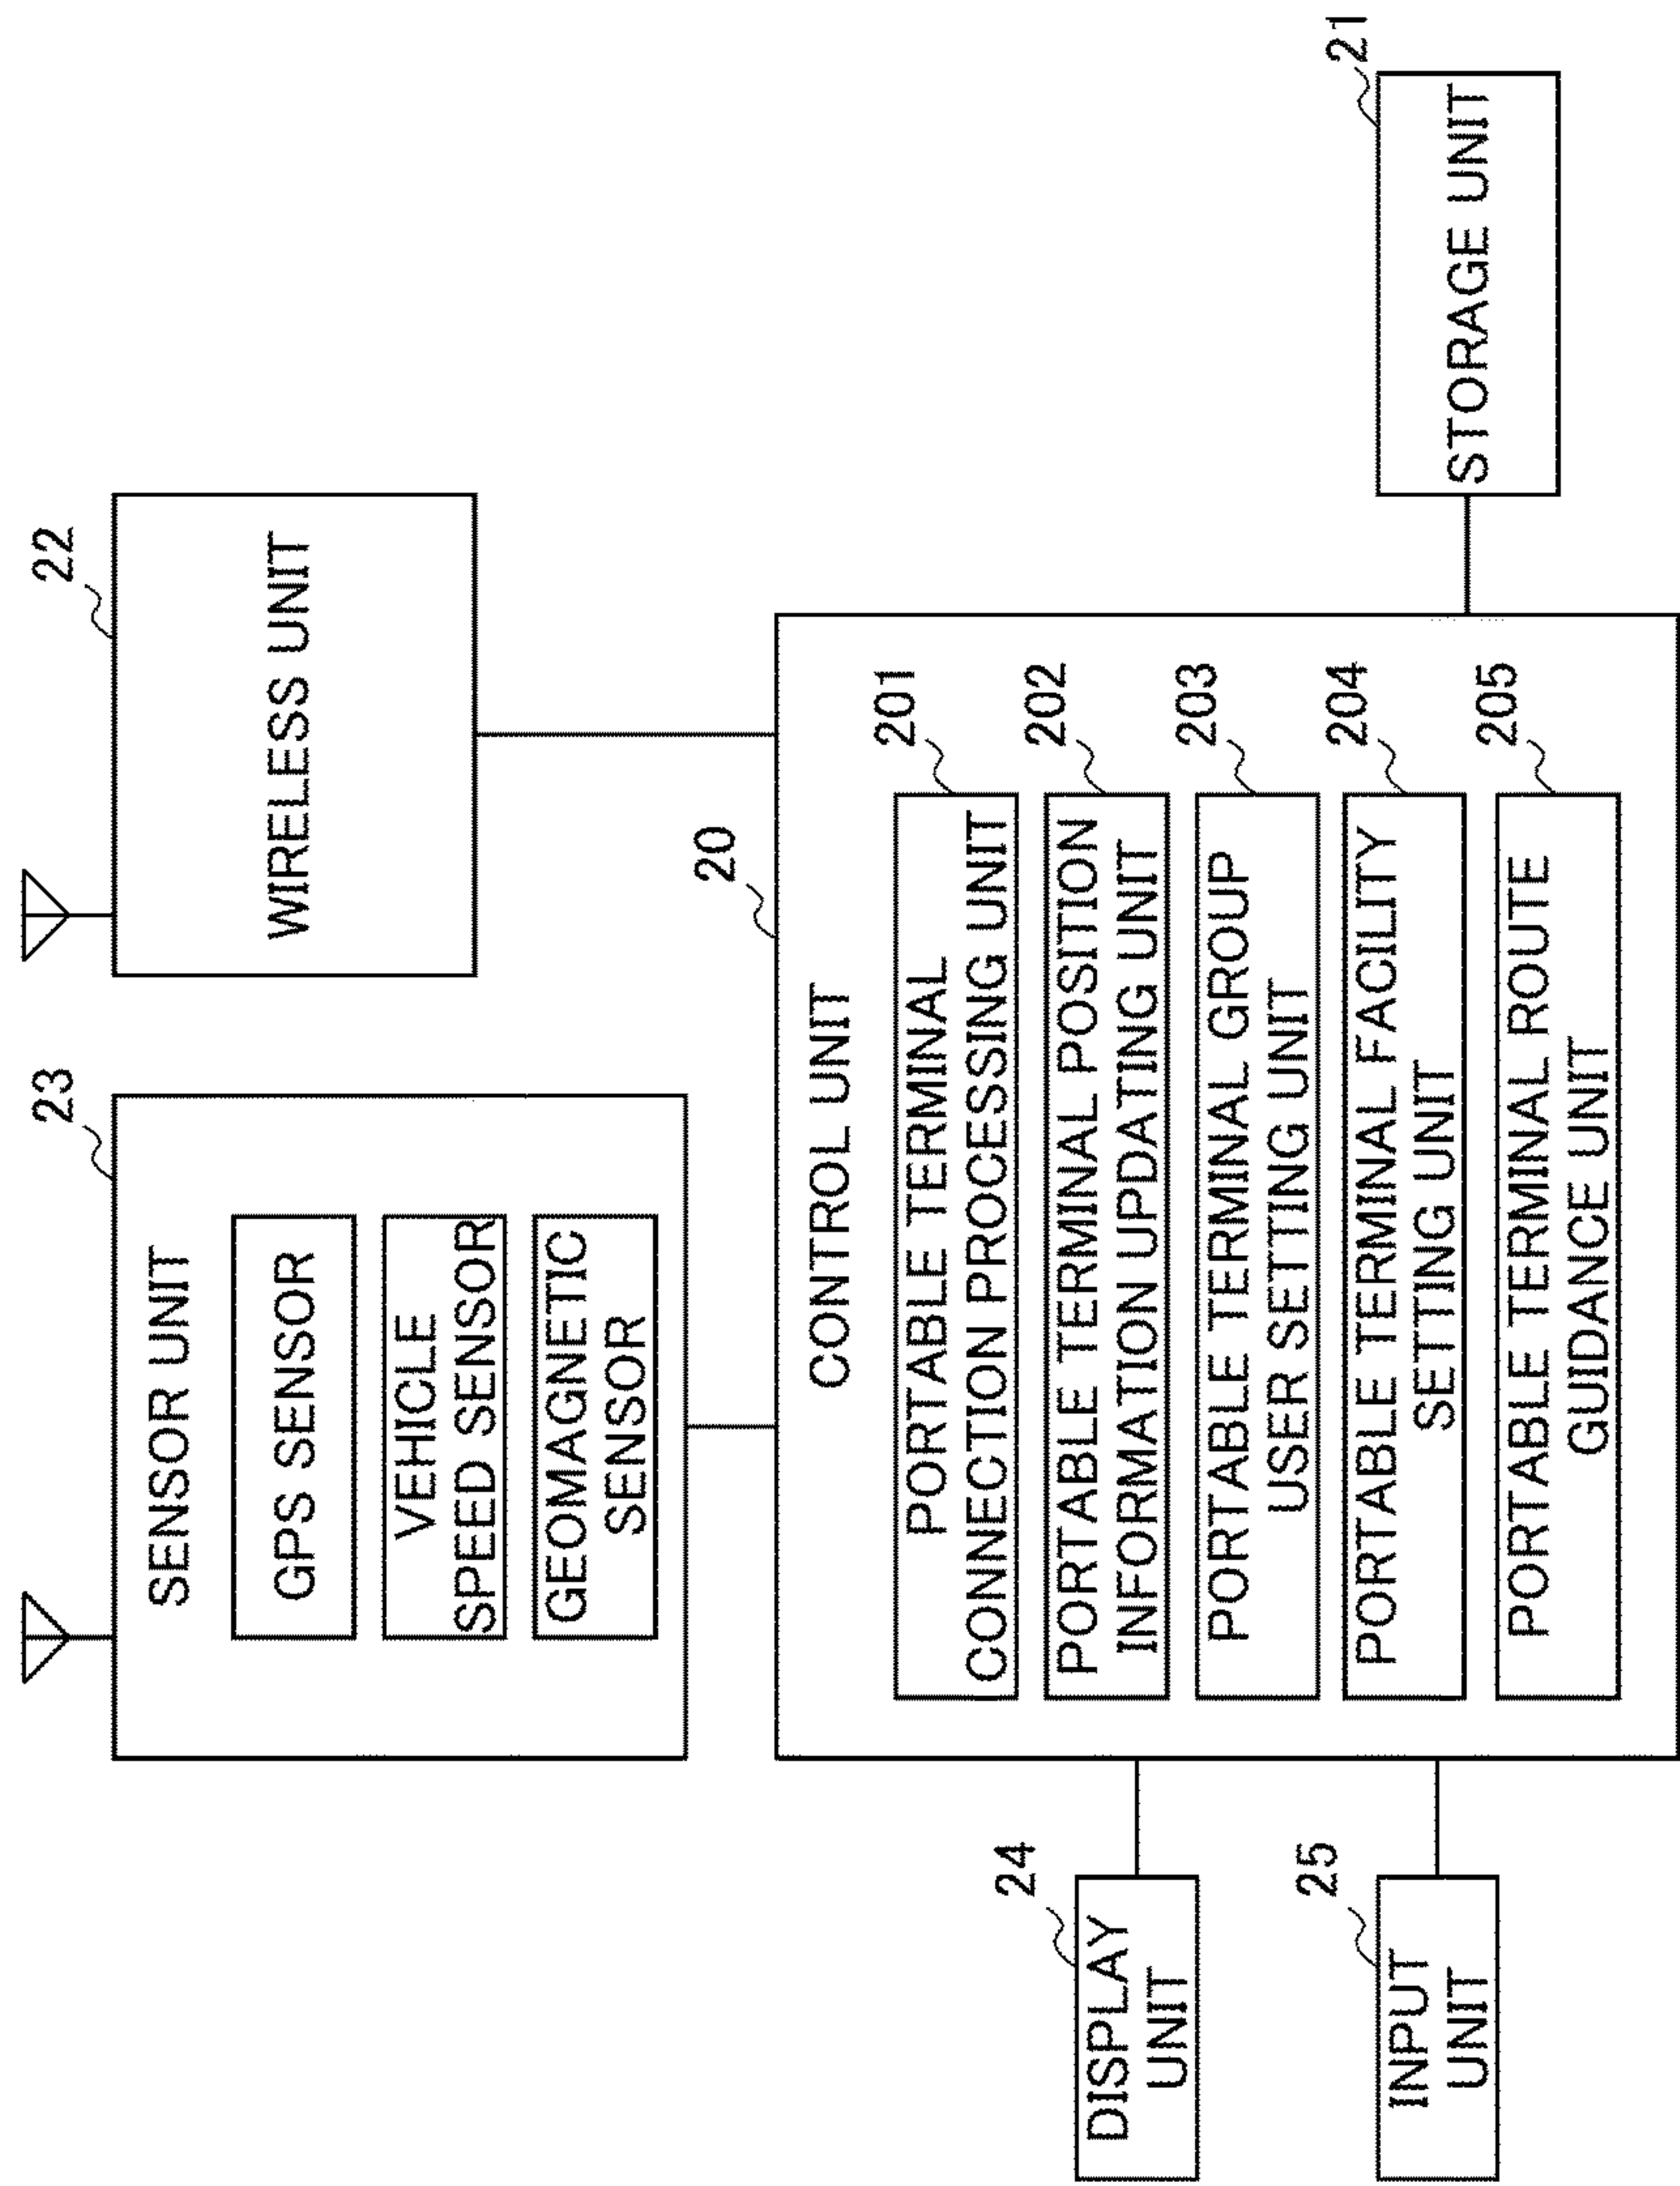 23
SENSOR UNIT
GPS SENSOR
VEHICLE
SPEED SENSOR
GEOMAGNETIC
SENSOR
22
WIRELESS UNIT
20
CONTROL UNIT
PORTABLE TERMINAL
CONNECTION PROCESSING UNIT
201
PORTABLE TERMINAL POSITION
INFORMATION UPDATING UNIT
202
PORTABLE TERMINAL GROUP
USER SETTING UNIT
203
PORTABLE TERMINAL FACILITY
SETTING UNIT
204
PORTABLE TERMINAL ROUTE
GUIDANCE UNIT
205
24
DISPLAY
UNIT
25
INPUT
UNIT
21
STORAGE UNIT